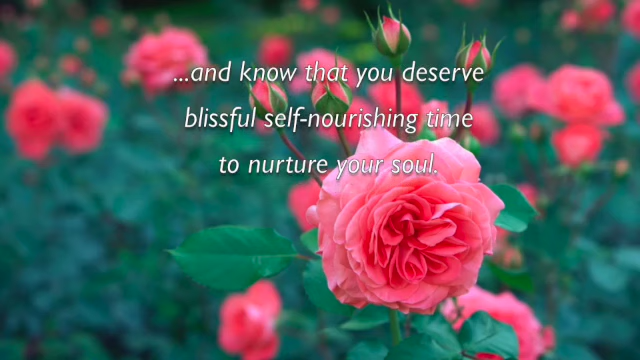 ...and know that you deserve
blissful self-nourishing time
to nurture your soul.